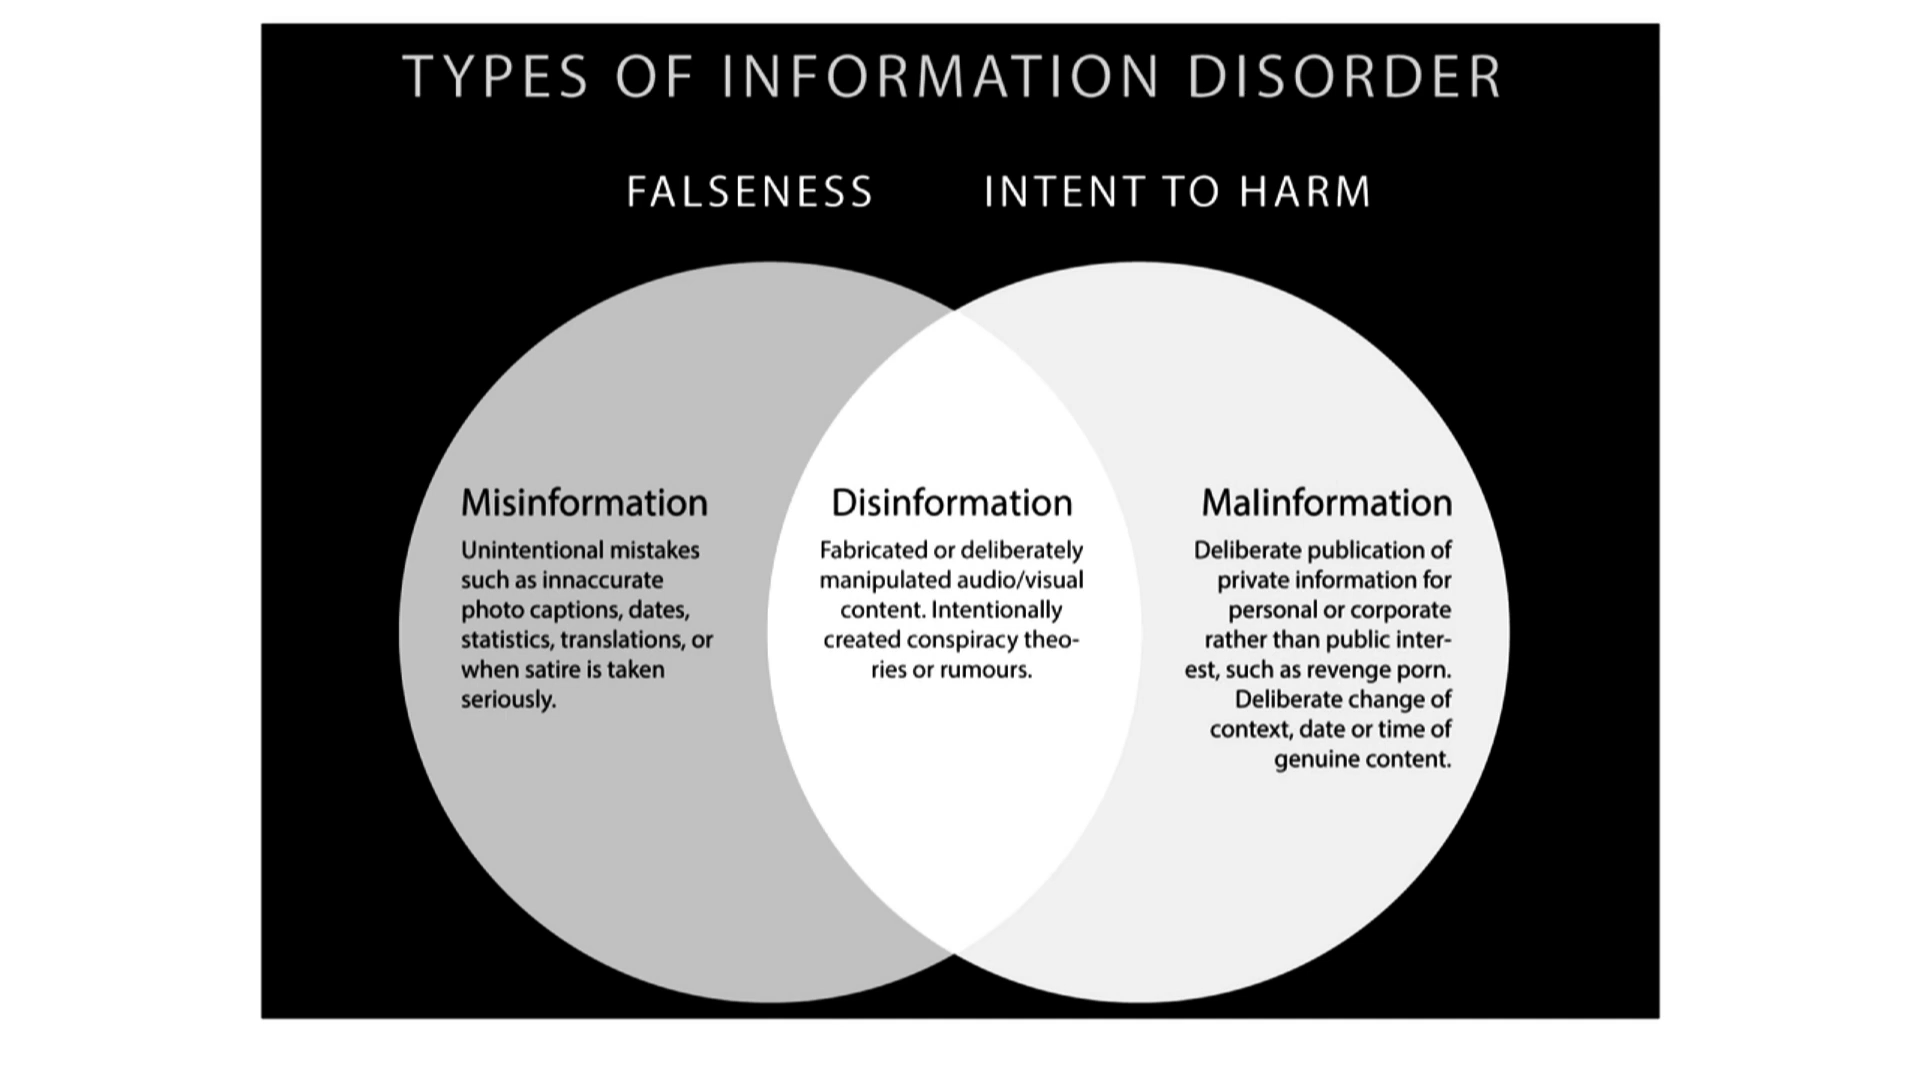 TYPES OF INFORMATION DISORDER
FALSENESS
INTENT TO HARM
Misinformation
Unintentional mistakes
such as innaccurate
photo captions, dates,
statistics, translations, or
when satire is taken
seriously.
Disinformation
Fabricated or deliberately
manipulated audio/visual
content. Intentionally
created conspiracy theo-
ries or rumours.
Malinformation
Deliberate publication of
private information for
personal or corporate
rather than public inter-
est, such as revenge porn.
Deliberate change of
context, date or time of
genuine content.